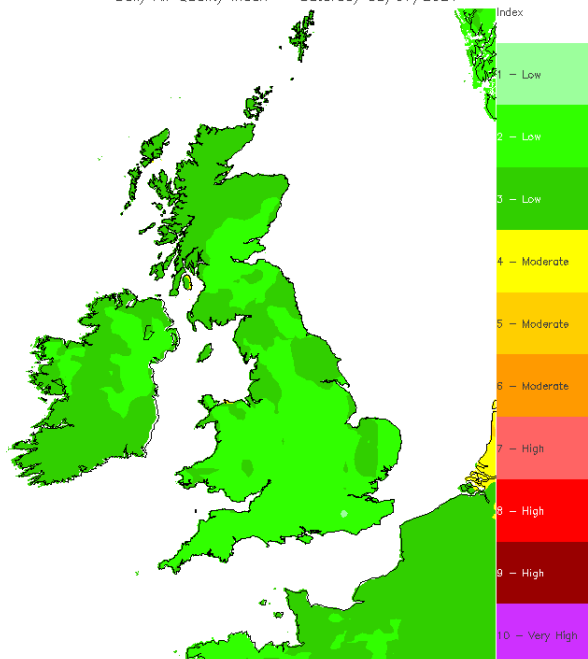 Index
1 - Low
2 - Low
3 - Low
4 - Moderate
5 - Moderate
6 - Moderate
7 - High
8 - High
9 - High
10 - Very High